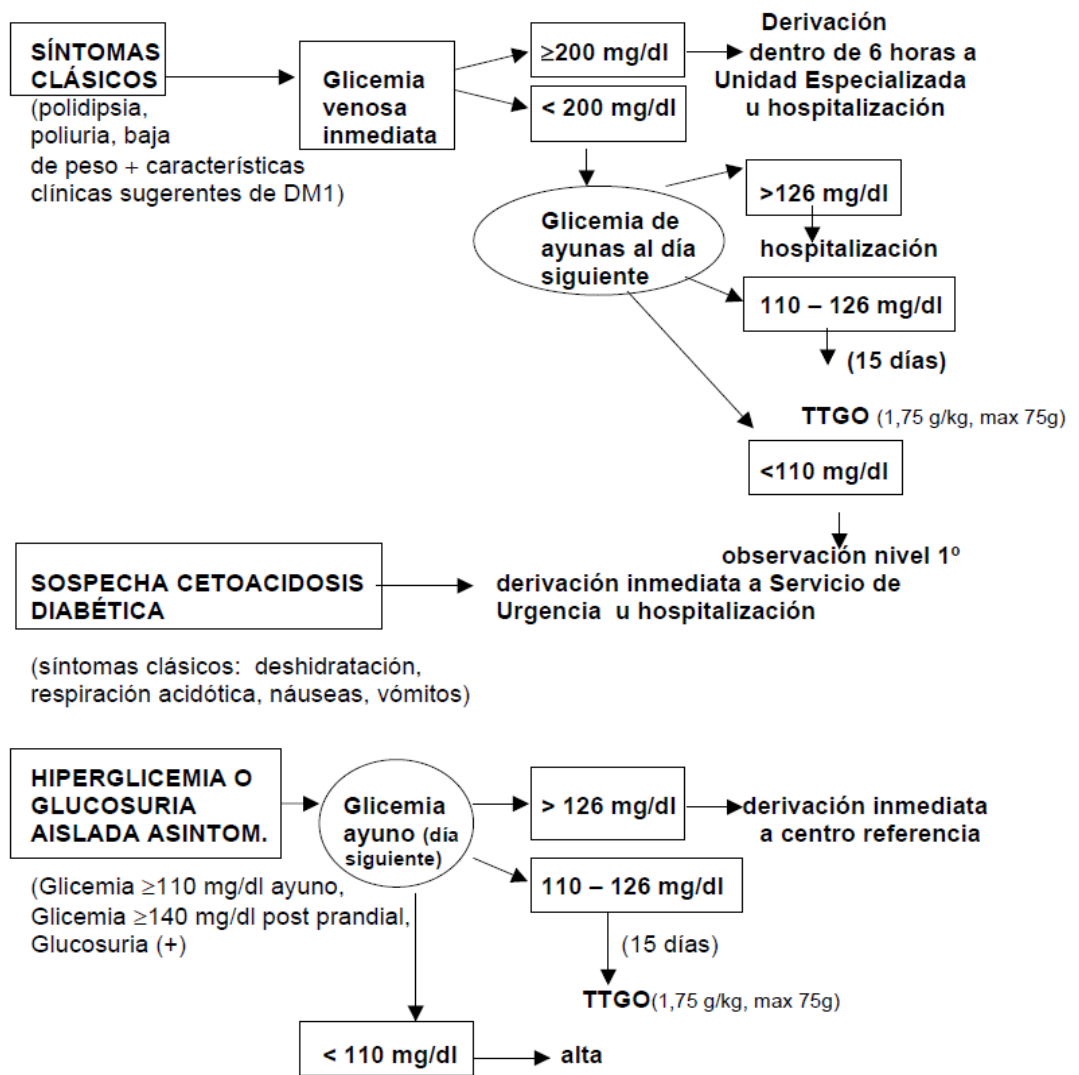 SÍNTOMAS
CLÁSICOS
(polidipsia,
poliuria, baja
de peso + características
clínicas sugerentes de DM1)
Glicemia
venosa
inmediata
≥200 mg/dl
< 200 mg/dl
Derivación
dentro de 6 horas a
Unidad Especializada
u hospitalización
Glicemia de
ayunas al día
siguiente
>126 mg/dl
hospitalización
110 – 126 mg/dl
(15 días)
TTGO (1,75 g/kg, max 75g)
<110 mg/dl
observación nivel 1º
SOSPECHA CETOACIDOSIS
DIABÉTICA
derivación inmediata a Servicio de
Urgencia u hospitalización
(síntomas clásicos: deshidratación,
respiración acidótica, náuseas, vómitos)
HIPERGLICEMIA O
GLUCOSURIA
AISLADA ASINTOM.
(Glicemia ≥110 mg/dl ayuno,
Glicemia ≥140 mg/dl post prandial,
Glucosuria (+)
Glicemia
ayuno (día
siguiente)
> 126 mg/dl
derivación inmediata
a centro referencia
110 – 126 mg/dl
(15 días)
TTGO(1,75 g/kg, max 75g)
< 110 mg/dl
alta